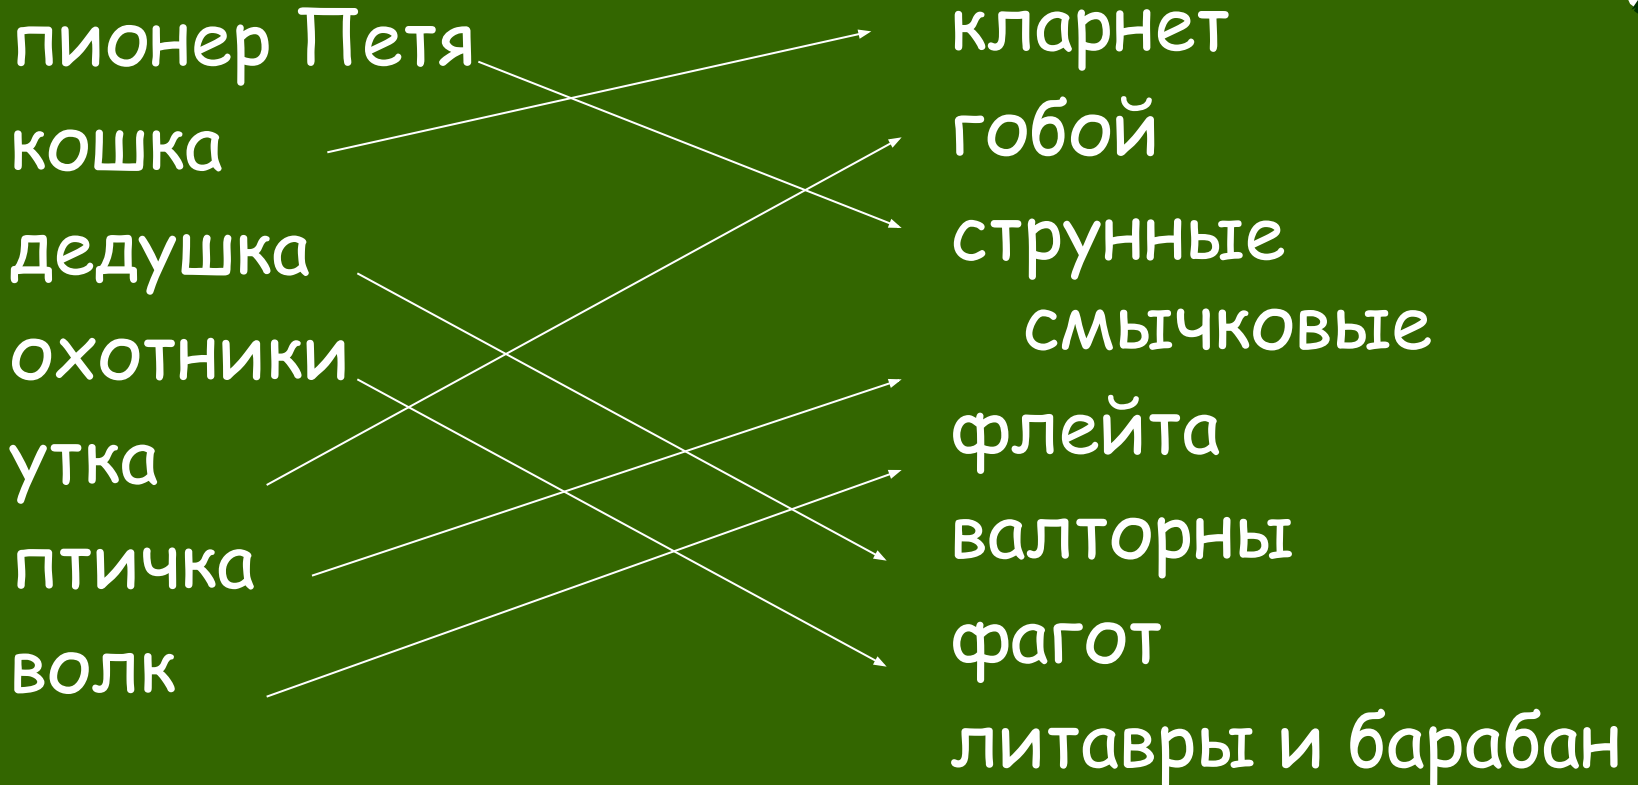 пионер Петя
кошка
дедушка
охотники
утка
птичка
волк
кларнет
гобой
струнные
смычковые
флейта
валторны
фагот
литавры и барабан